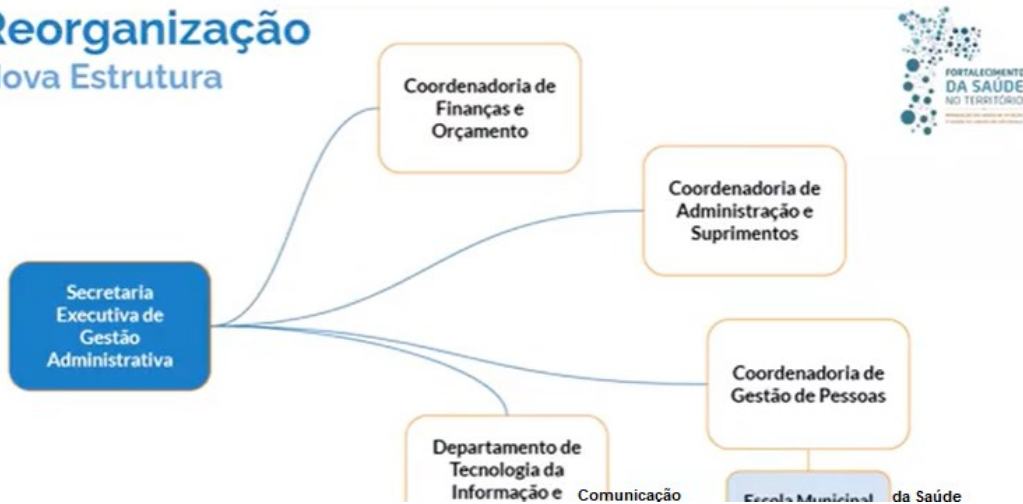 Reorganização
Nova Estrutura
FORTALECIMENTO
DA SAÚDE
NO TERRITÓRIO
Coordenadoria de
Finanças e
Orçamento
Coordenadoria de
Administração e
Suprimentos
Secretaria
Executiva de
Gestão
Administrativa
Coordenadoria de
Gestão de Pessoas
Departamento de
Tecnologia da
Informação e
Comunicação
Escola Municipal
da Saúde